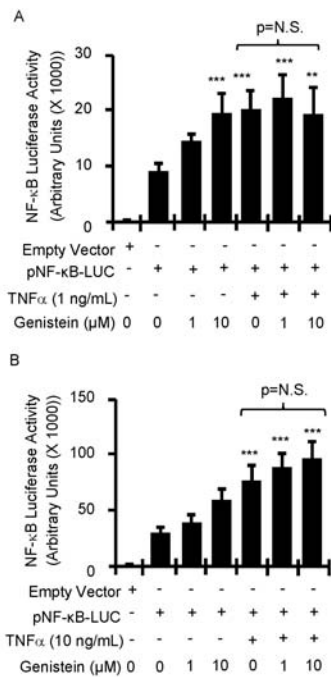 A
p=N.S.
*** *** *** **
NF-κB Luciferase Activity
(Arbitrary Units (X 1000))
30
20
10
0
Empty Vector + - - - - - -
pNF-κB-LUC - + + + + + +
TNFα (1 ng/mL) - - - - + + +
Genistein (μM) 0 0 1 10 0 1 10
B
p=N.S.
*** *** ***
NF-κB Luciferase Activity
(Arbitrary Units (X 1000))
150
100
50
0
Empty Vector + - - - - - -
pNF-κB-LUC - + + + + + +
TNFα (10 ng/mL) - - - - + + +
Genistein (μM) 0 0 1 10 0 1 10